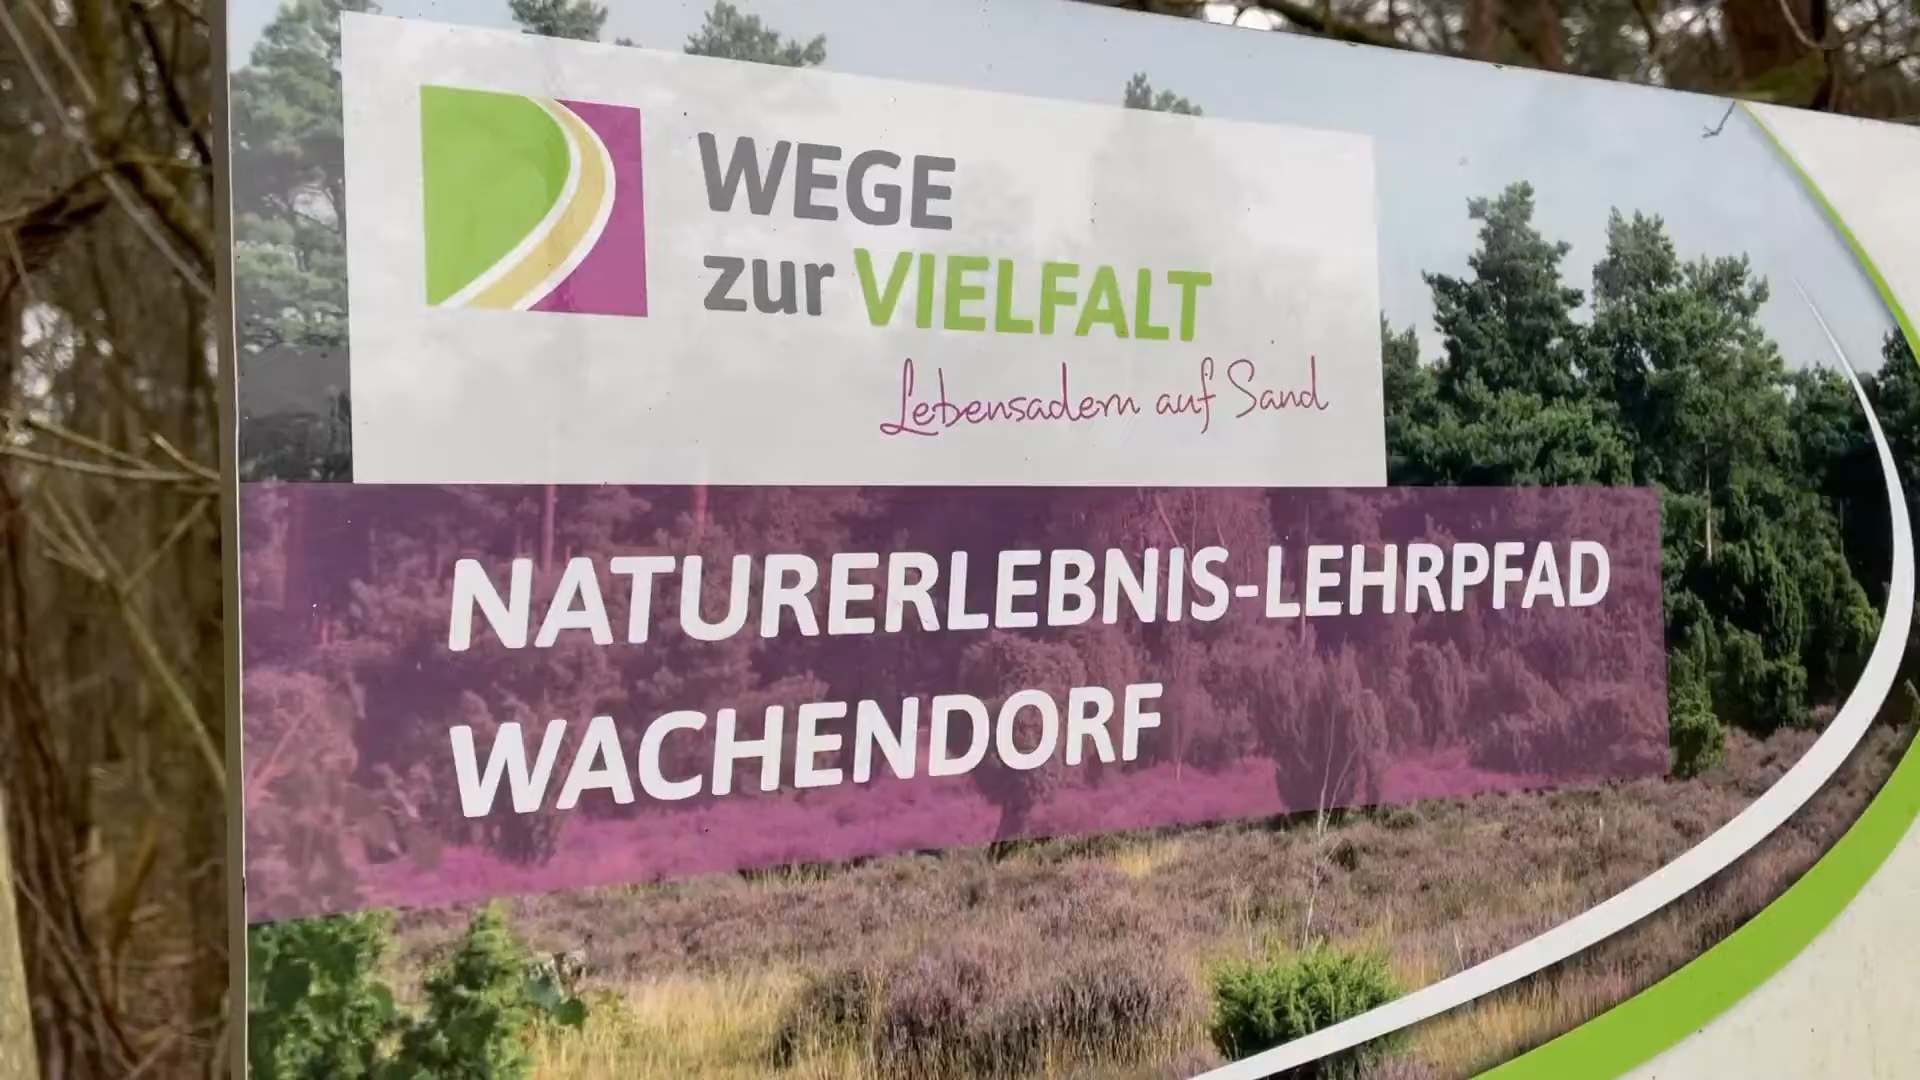 WEGE
zur VIELFALT
Lebensadern auf Sand
NATURERLEBNIS-LEHRPFAD
WACHENDORF